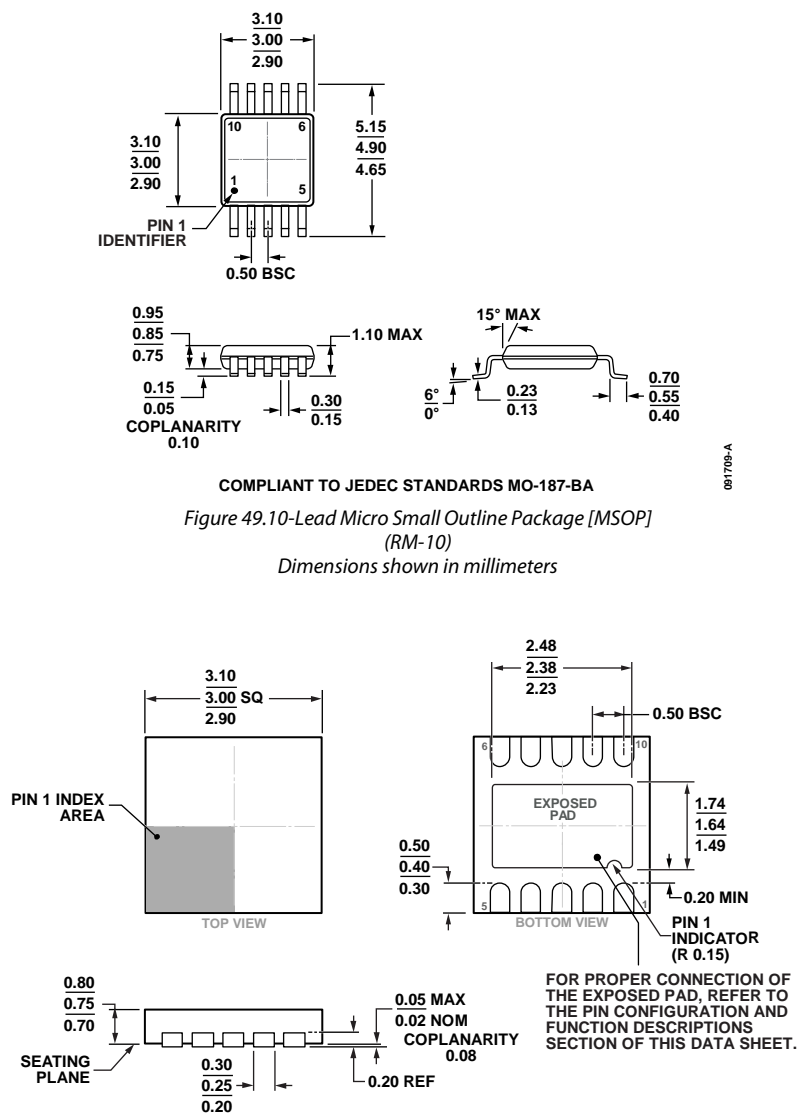 3.10
3.00
2.90
10
6
3.10
3.00
2.90
5.15
4.90
4.65
1
5
PIN 1
IDENTIFIER
0.50 BSC
0.95
0.85
0.75
1.10 MAX
15° MAX
0.15
0.05
COPLANARITY
0.10
0.30
0.15
6°
0°
0.23
0.13
0.70
0.55
0.40
091709-A
COMPLIANT TO JEDEC STANDARDS MO-187-BA
Figure 49.10-Lead Micro Small Outline Package [MSOP]
(RM-10)
Dimensions shown in millimeters
3.10
3.00 SQ
2.90
2.48
2.38
2.23
0.50 BSC
6
10
PIN 1 INDEX
AREA
EXPOSED
PAD
1.74
1.64
1.49
0.50
0.40
0.30
0.20 MIN
5
1
TOP VIEW
BOTTOM VIEW
PIN 1
INDICATOR
(R 0.15)
0.80
0.75
0.70
0.05 MAX
0.02 NOM
COPLANARITY
0.08
SEATING
PLANE
0.30
0.25
0.20
0.20 REF
FOR PROPER CONNECTION OF
THE EXPOSED PAD, REFER TO
THE PIN CONFIGURATION AND
FUNCTION DESCRIPTIONS
SECTION OF THIS DATA SHEET.